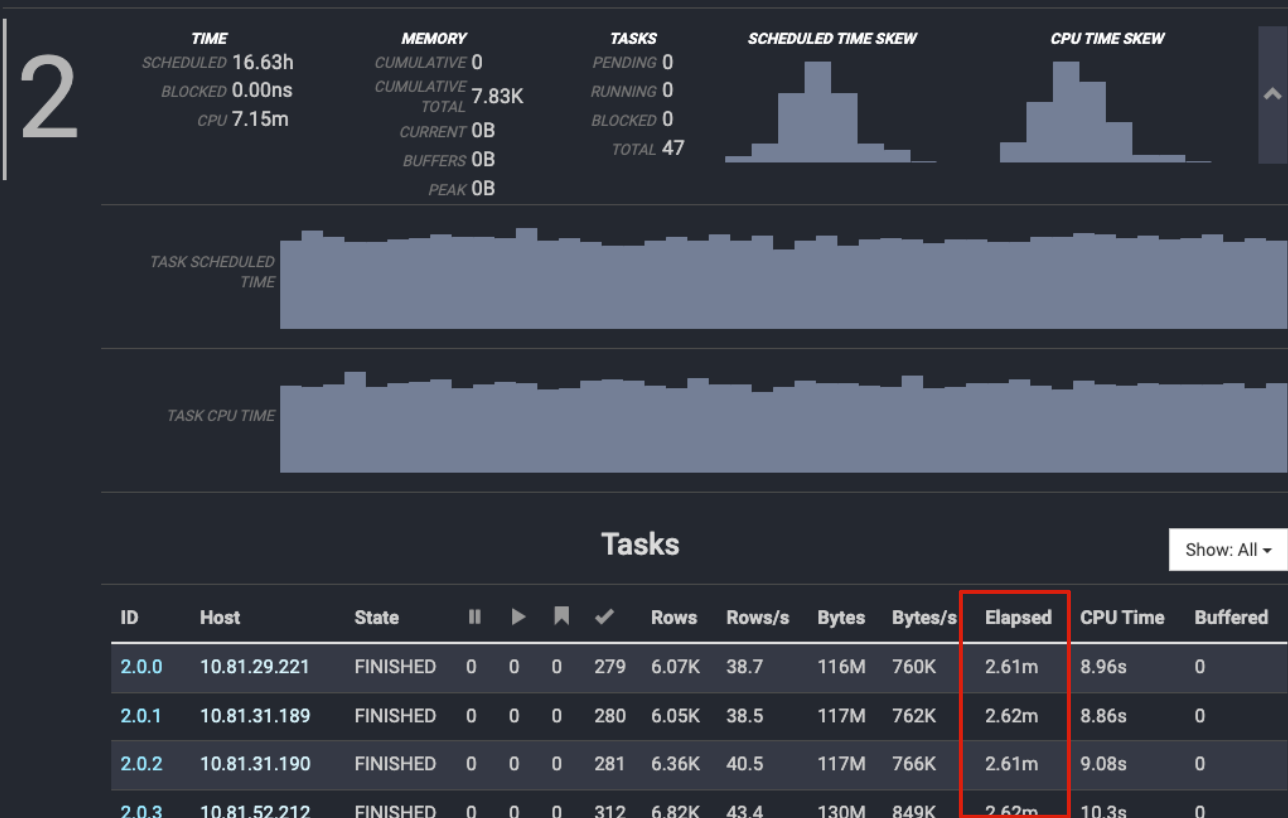 2
TIME
SCHEDULED 16.63h
BLOCKED 0.00ns
CPU 7.15m
MEMORY
CUMULATIVE 0
CUMULATIVE TOTAL 7.83K
CURRENT 0B
BUFFERS 0B
PEAK 0B
TASKS
PENDING 0
RUNNING 0
BLOCKED 0
TOTAL 47
SCHEDULED TIME SKEW
CPU TIME SKEW
TASK SCHEDULED
TIME
TASK CPU TIME
Tasks
Show: All
ID Host State Rows Rows/s Bytes Bytes/s Elapsed CPU Time Buffered
2.0.0 10.81.29.221 FINISHED 0 0 0 279 6.07K 38.7 116M 760K 2.61m 8.96s 0
2.0.1 10.81.31.189 FINISHED 0 0 0 280 6.05K 38.5 117M 762K 2.62m 8.86s 0
2.0.2 10.81.31.190 FINISHED 0 0 0 281 6.36K 40.5 117M 766K 2.61m 9.08s 0
2.0.3 10.81.52.212 FINISHED 0 0 0 312 6.82K 43.4 130M 849K 2.62m 10.3s 0